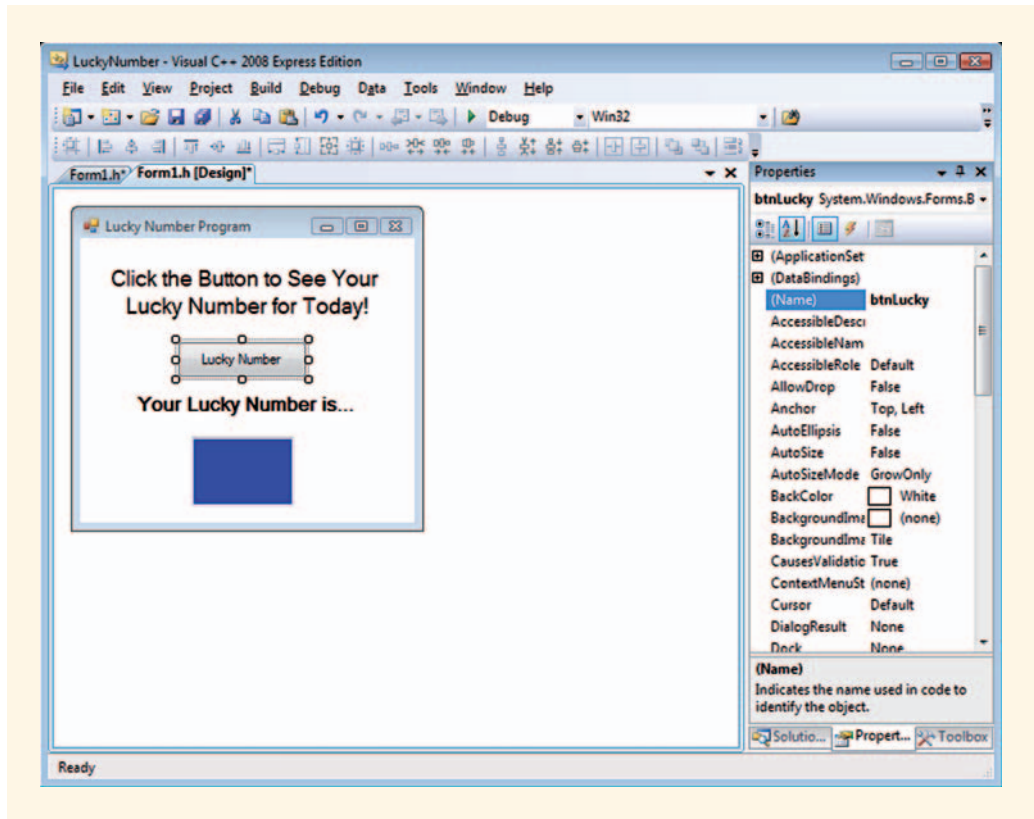 LuckyNumber - Visual C++ 2008 Express Edition
File Edit View Project Build Debug Data Tools Window Help
Debug Win32
Form1.h* Form1.h [Design]*
Properties
btnLucky System.Windows.Forms.B
Lucky Number Program
Click the Button to See Your
Lucky Number for Today!
Lucky Number
Your Lucky Number is...
(ApplicationSet
(DataBindings)
(Name) btnLucky
AccessibleDescr
AccessibleNam
AccessibleRole Default
AllowDrop False
Anchor Top, Left
AutoEllipsis False
AutoSize False
AutoSizeMode GrowOnly
BackColor White
BackgroundIma (none)
BackgroundIma Tile
CausesValidatio True
ContextMenuSt (none)
Cursor Default
DialogResult None
Dock None
(Name)
Indicates the name used in code to
identify the object.
Solutio... Propert... Toolbox
Ready